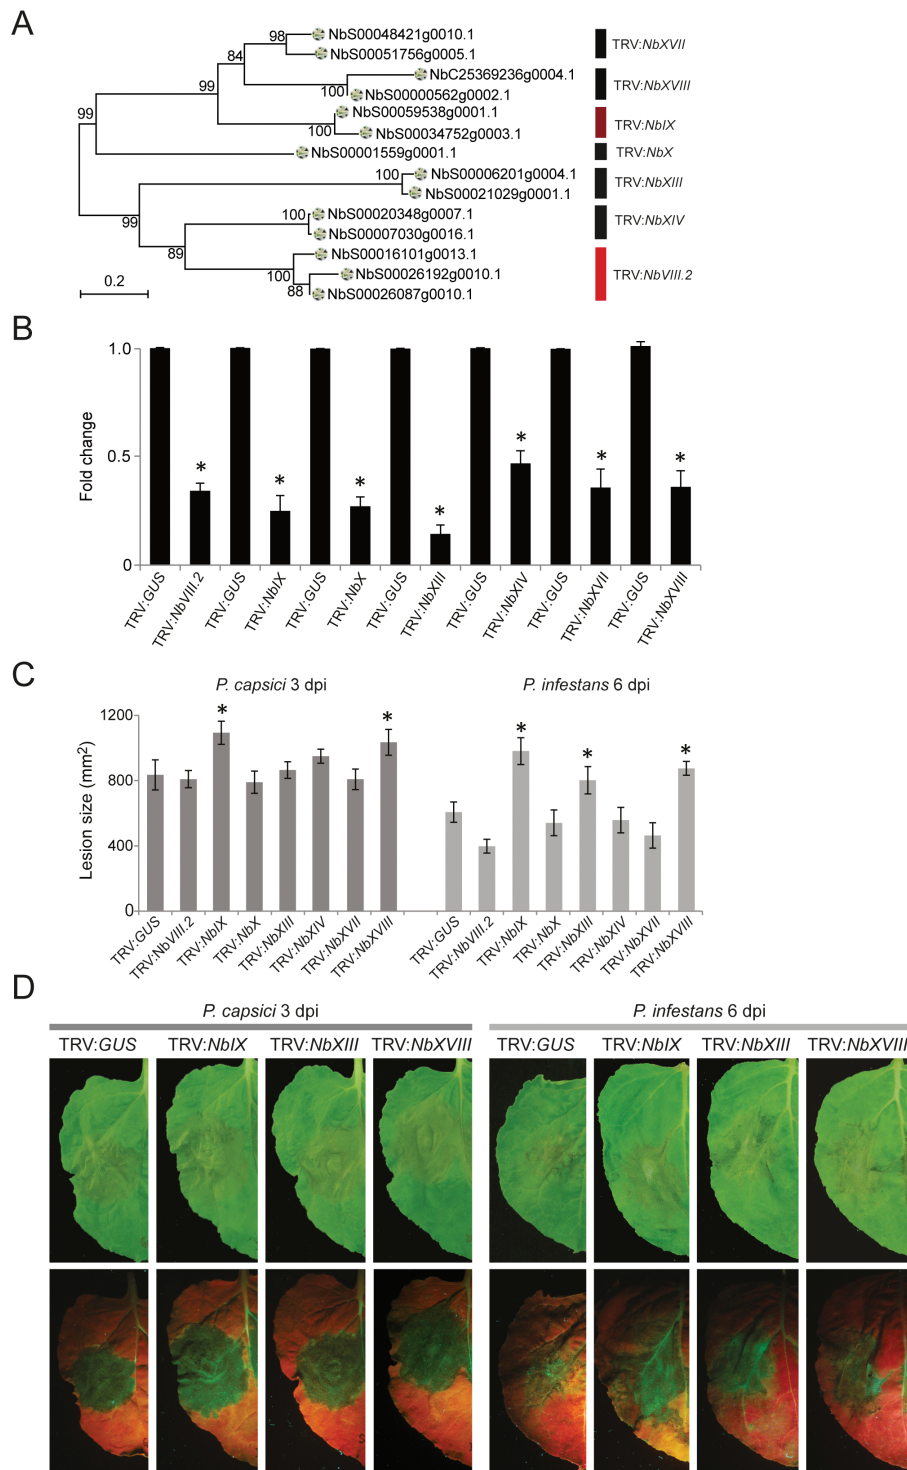 A
NbS00048421g0010.1
NbS00051756g0005.1
NbC25369236g0004.1
NbS00000562g0002.1
NbS00059538g0001.1
NbS00034752g0003.1
NbS00001559g0001.1
NbS00006201g0004.1
NbS00021029g0001.1
NbS00020348g0007.1
NbS00007030g0016.1
NbS00016101g0013.1
NbS00026192g0010.1
NbS00026087g0010.1
98
84
100
99
100
99
100
99
100
89
100
88
0.2
TRV:NbXVII
TRV:NbXVIII
TRV:NbIX
TRV:NbX
TRV:NbXIII
TRV:NbXIV
TRV:NbVIII.2
B
Fold change
1.0
0.5
0
* * * * * * *
TRV:GUS
TRV:NbVIII.2
TRV:GUS
TRV:NbIX
TRV:GUS
TRV:NbX
TRV:GUS
TRV:NbXIII
TRV:GUS
TRV:NbXIV
TRV:GUS
TRV:NbXVII
TRV:GUS
TRV:NbXVIII
C
P. capsici 3 dpi
P. infestans 6 dpi
Lesion size (mm2)
1200
800
400
0
* * * * *
TRV:GUS
TRV:NbVIII.2
TRV:NbIX
TRV:NbX
TRV:NbXIII
TRV:NbXIV
TRV:NbXVII
TRV:NbXVIII
TRV:GUS
TRV:NbVIII.2
TRV:NbIX
TRV:NbX
TRV:NbXIII
TRV:NbXIV
TRV:NbXVII
TRV:NbXVIII
D
P. capsici 3 dpi
P. infestans 6 dpi
TRV:GUS TRV:NbIX TRV:NbXIII TRV:NbXVIII TRV:GUS TRV:NbIX TRV:NbXIII TRV:NbXVIII